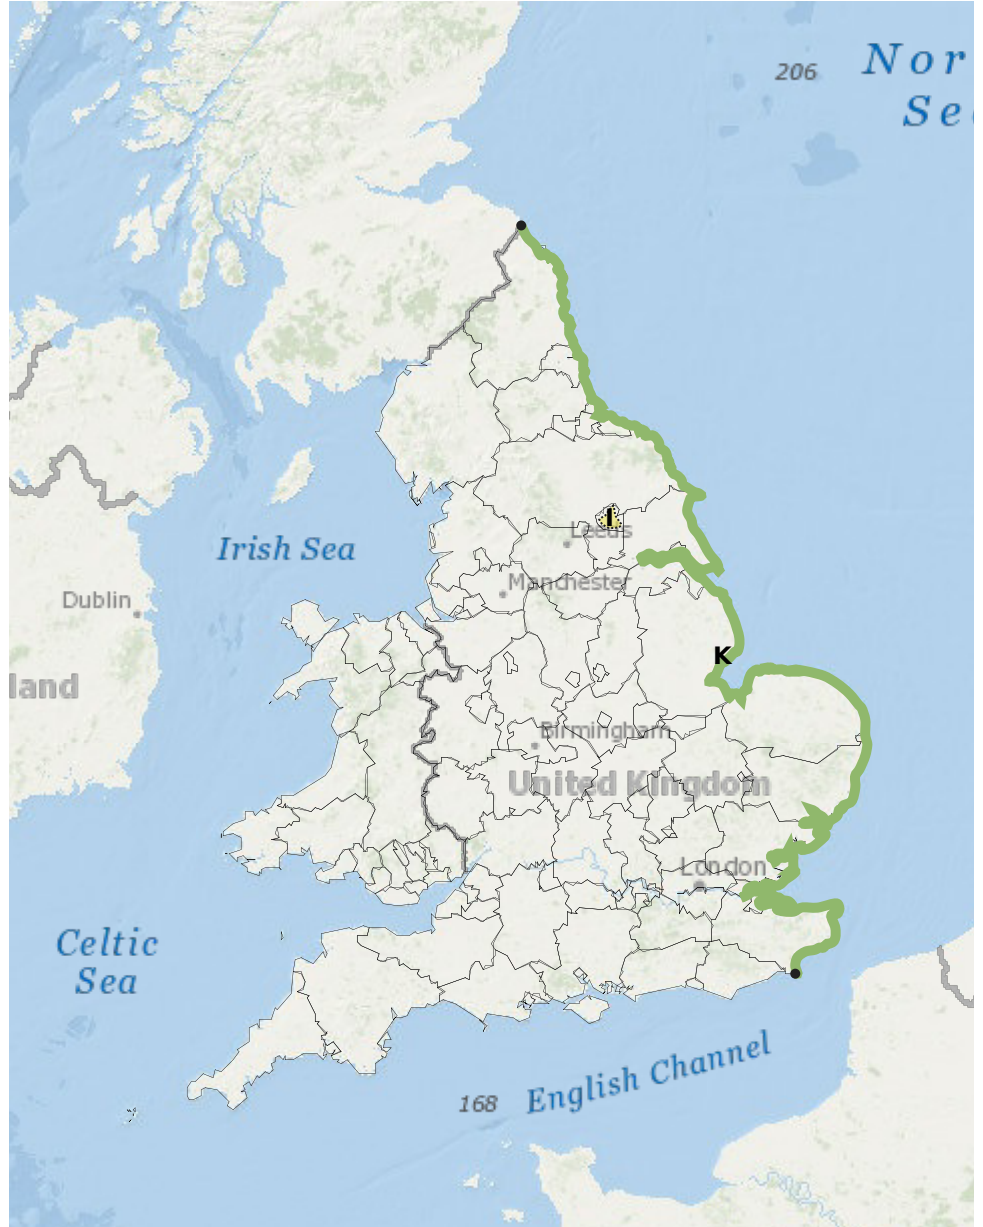 206
Nor
Se
Irish Sea
I
Leeds
Manchester
Dublin
K
land
Birmingham
United Kingdom
London
Celtic
Sea
English Channel
168